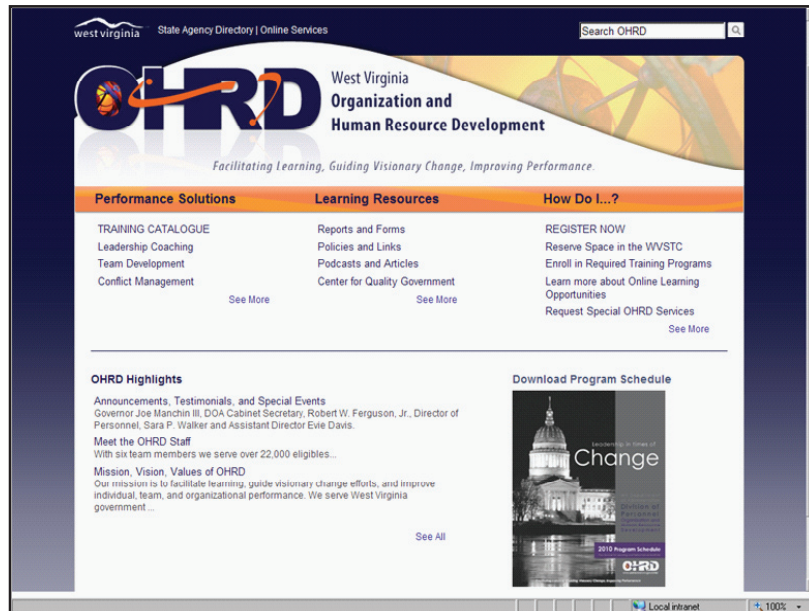 west virginia State Agency Directory | Online Services
Search OHRD
OHRD
West Virginia
Organization and
Human Resource Development
Facilitating Learning, Guiding Visionary Change, Improving Performance.
Performance Solutions
TRAINING CATALOGUE
Leadership Coaching
Team Development
Conflict Management
See More
Learning Resources
Reports and Forms
Policies and Links
Podcasts and Articles
Center for Quality Government
See More
How Do I...?
REGISTER NOW
Reserve Space in the WVSTC
Enroll in Required Training Programs
Learn more about Online Learning
Opportunities
Request Special OHRD Services
See More
OHRD Highlights
Announcements, Testimonials, and Special Events
Governor Joe Manchin III, DOA Cabinet Secretary, Robert W. Ferguson, Jr., Director of
Personnel, Sara P. Walker and Assistant Director Evie Davis.
Meet the OHRD Staff
With six team members we serve over 22,000 eligibles...
Mission, Vision, Values of OHRD
Our mission is to facilitate learning, guide visionary change efforts, and improve
individual, team, and organizational performance. We serve West Virginia
government ...
See All
Download Program Schedule
Leadership in times of
Change
Division of
Personnel
Organization and
Human Resource
Development
2010 Program Schedule
OHRD
Local intranet
100%